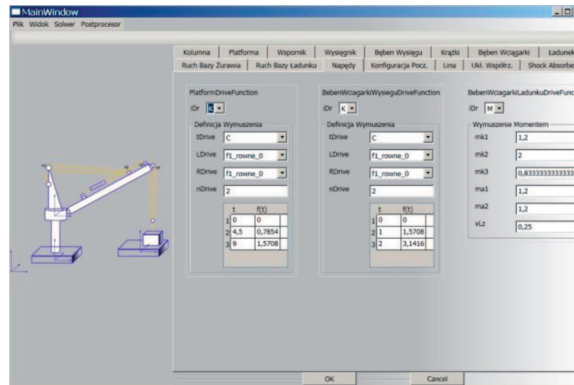 MainWindow
Plik Widok Solwer Postprocesor
Kolumna Platforma Wspornik Wysięgnik Bęben Wysięgu Krążki Bęben Wciągarki Ładunek
Ruch Bazy Żurawia Ruch Bazy Ładunku Napędy Konfiguracja Pocz. Lina Ukł. Współrz. Shock Absorbe
PlatformDriveFunction
iDr K
Definicja Wymuszenia
tDrive C
LDrive f1_rowne_0
RDrive f1_rowne_0
nDrive 2
t f(t)
1 0 0
2 4,5 0,7854
3 9 1,5708
BebenWciagarkiWysieguDriveFunction
iDr K
Definicja Wymuszenia
tDrive C
LDrive f1_rowne_0
RDrive f1_rowne_0
nDrive 2
t f(t)
1 0 0
2 1 1,5708
3 2 3,1416
BebenWciagarkiLadunkuDriveFunc
iDr M
Wymuszenie Momentem
mk1 1,2
mk2 2
mk3 0,833333333333
ma1 1,2
ma2 1,2
vLz 0,25
OK Cancel